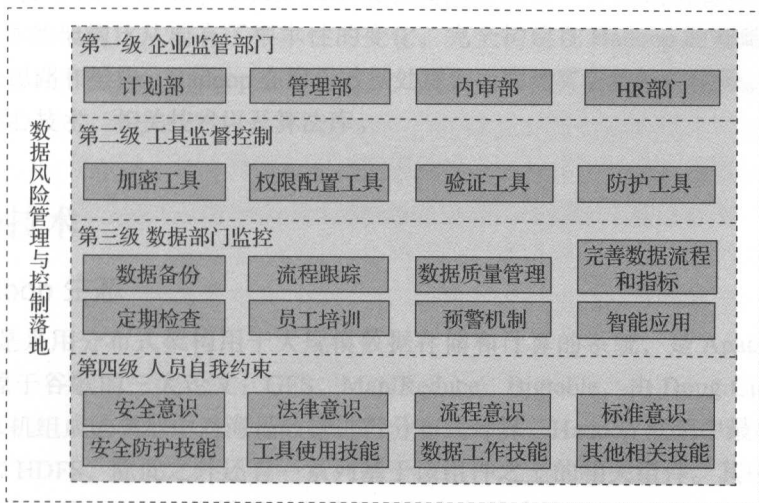 数据风险管理与控制落地
第一级 企业监管部门
计划部 管理部 内审部 HR部门
第二级 工具监督控制
加密工具 权限配置工具 验证工具 防护工具
第三级 数据部门监控
数据备份 流程跟踪 数据质量管理 完善数据流程
和指标
定期检查 员工培训 预警机制 智能应用
第四级 人员自我约束
安全意识 法律意识 流程意识 标准意识
安全防护技能 工具使用技能 数据工作技能 其他相关技能